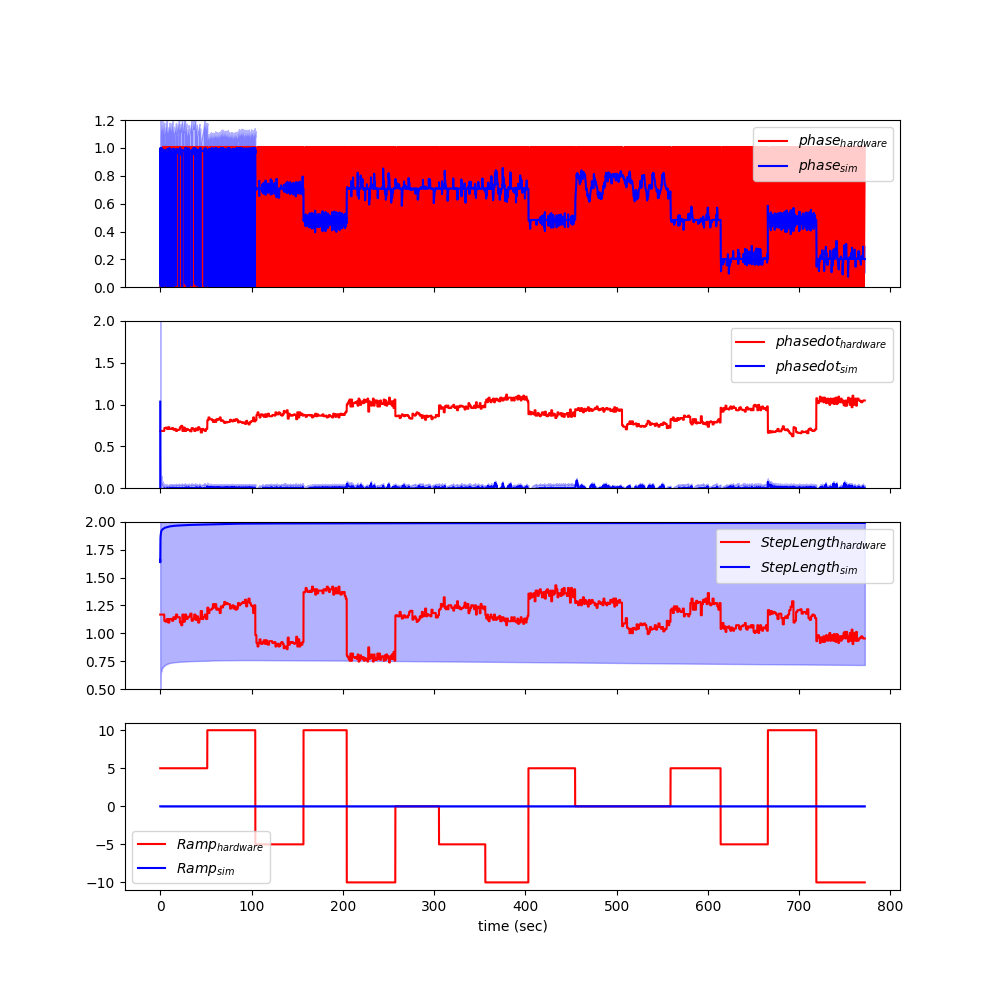 1.2
1.0
0.8
0.6
0.4
0.2
0.0
phase_hardware
phase_sim
2.0
1.5
1.0
0.5
0.0
phasedot_hardware
phasedot_sim
2.00
1.75
1.50
1.25
1.00
0.75
0.50
StepLength_hardware
StepLength_sim
10
5
0
−5
−10
Ramp_hardware
Ramp_sim
0 100 200 300 400 500 600 700 800
time (sec)